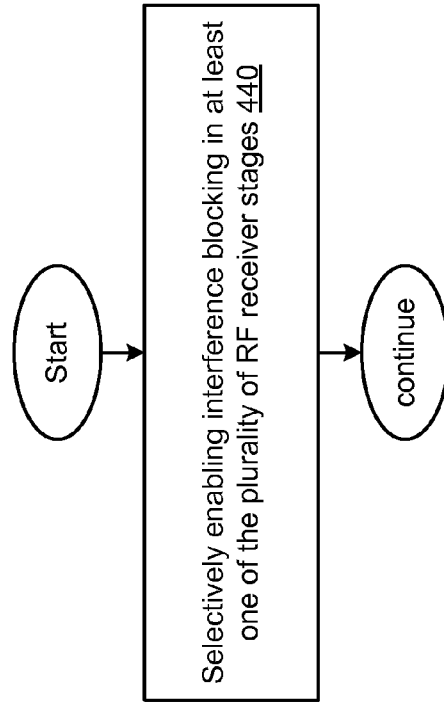 Start
Selectively enabling interference blocking in at least
one of the plurality of RF receiver stages 440
continue